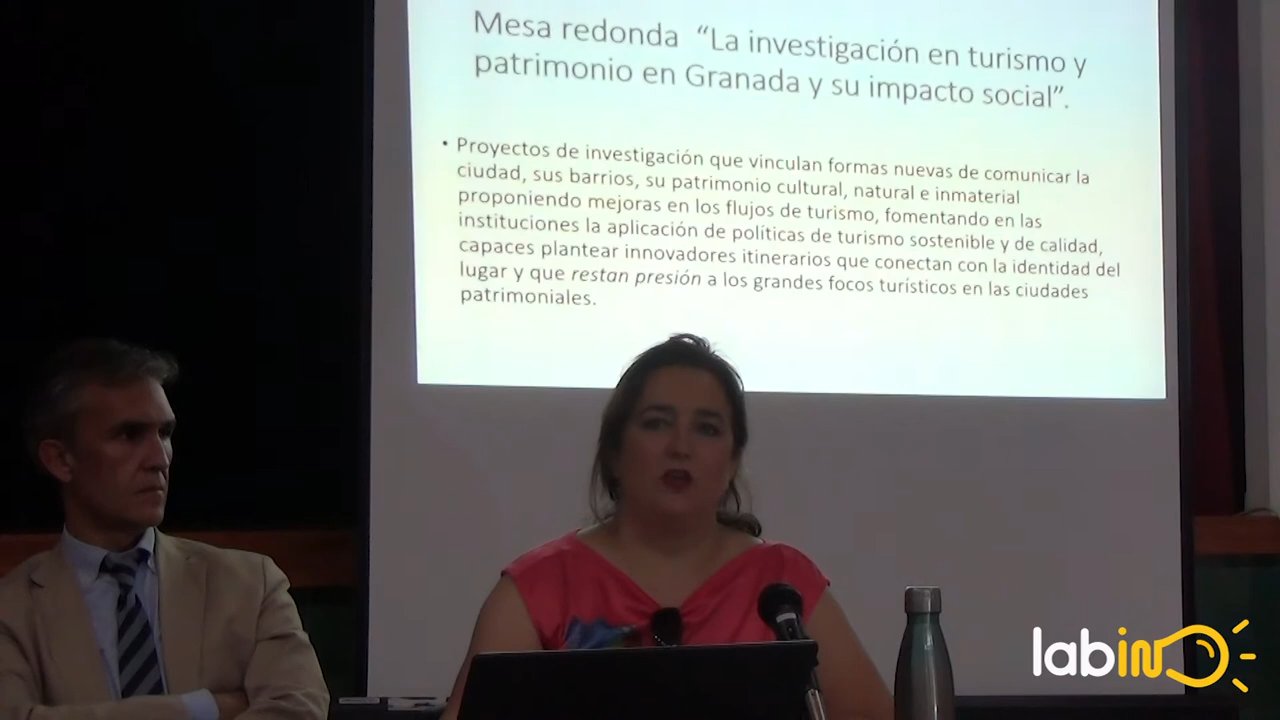 Mesa redonda “La investigación en turismo y
patrimonio en Granada y su impacto social”.
• Proyectos de investigación que vinculan formas nuevas de comunicar la
ciudad, sus barrios, su patrimonio cultural, natural e inmaterial
proponiendo mejoras en los flujos de turismo, fomentando en las
instituciones la aplicación de políticas de turismo sostenible y de calidad,
capaces plantear innovadores itinerarios que conectan con la identidad del
lugar y que restan presión a los grandes focos turísticos en las ciudades
patrimoniales.
labIN